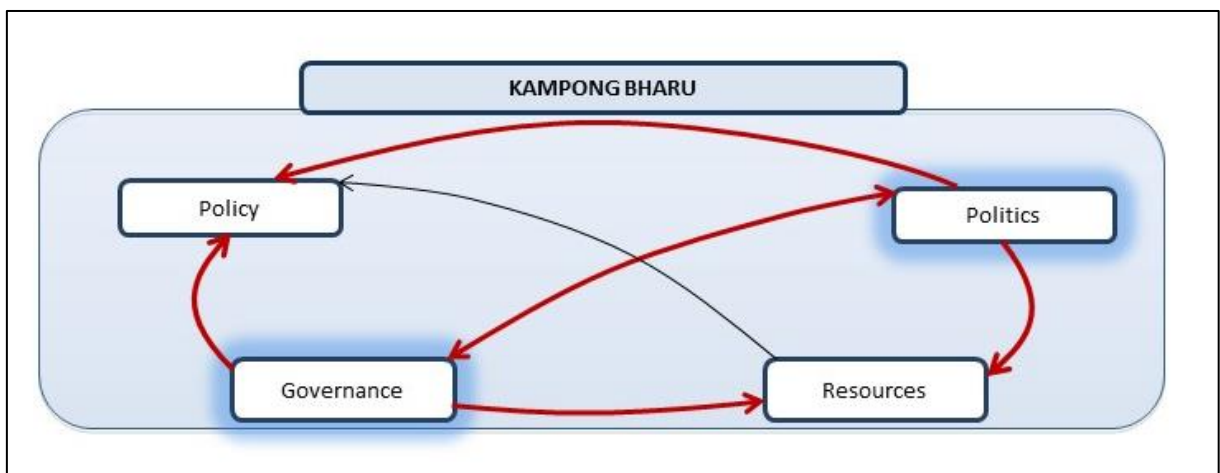 KAMPONG BHARU
Policy
Politics
Governance
Resources